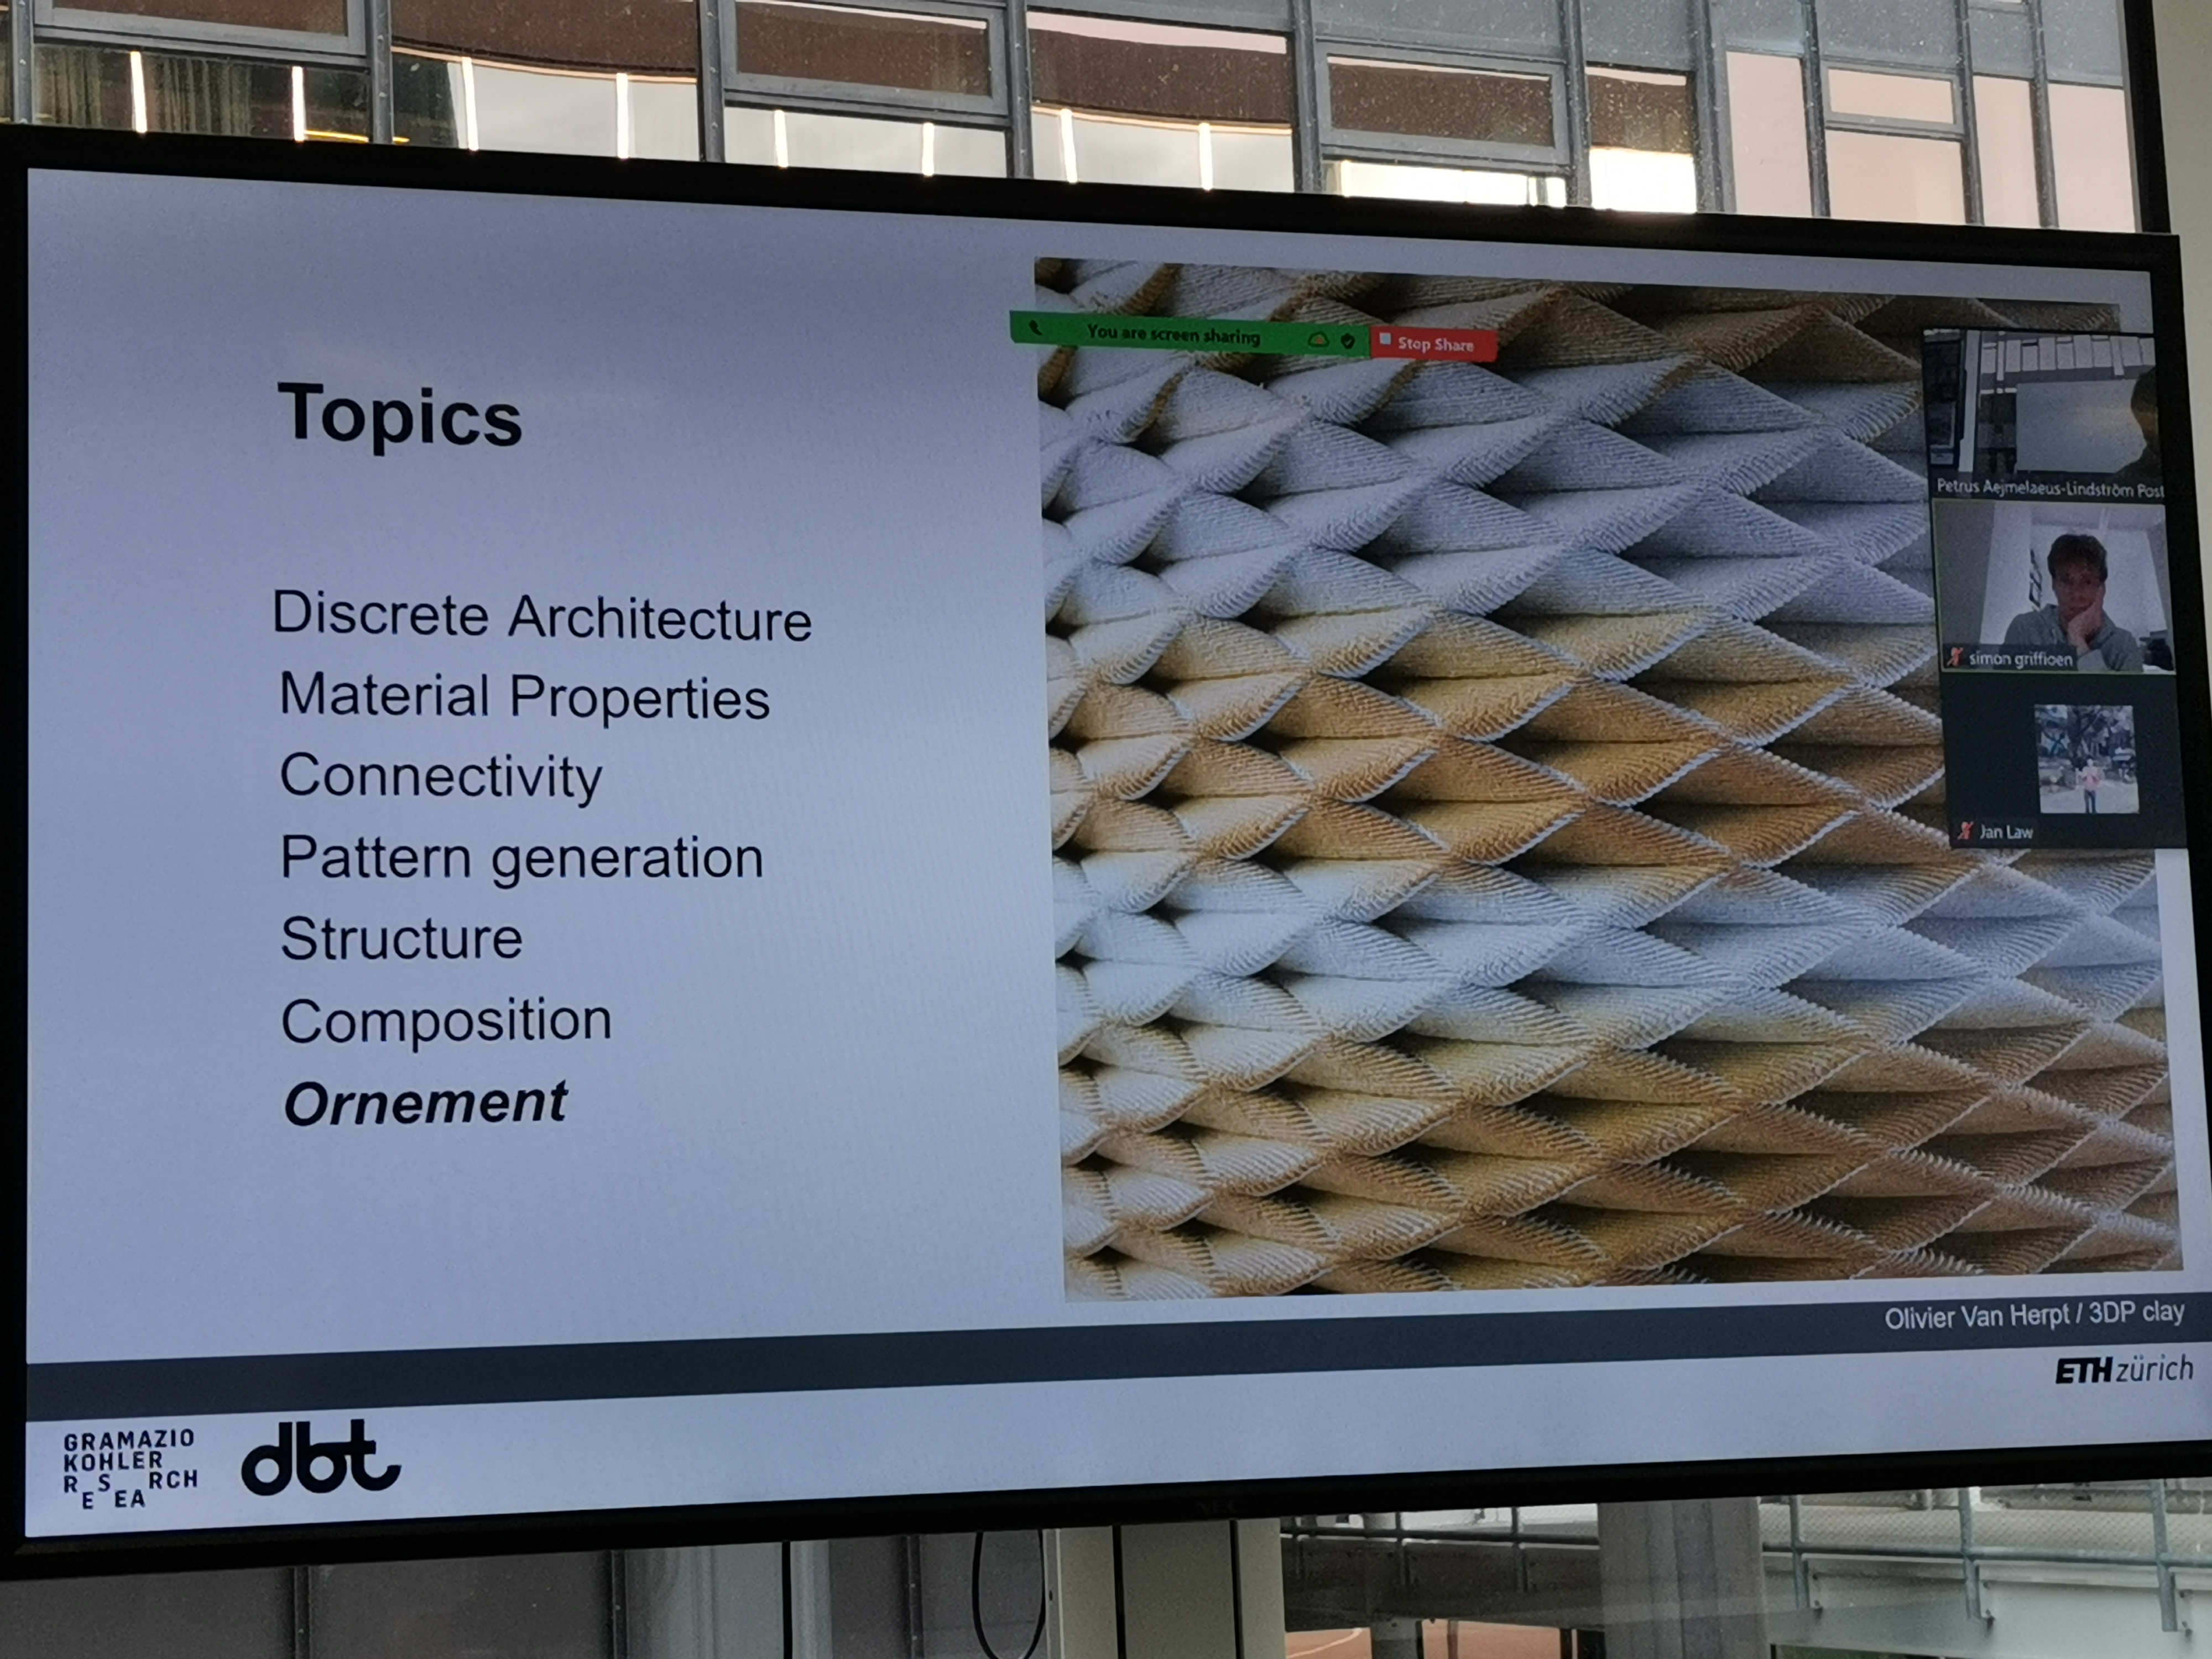 You are screen sharing
Stop Share
Topics
Discrete Architecture
Material Properties
Connectivity
Pattern generation
Structure
Composition
Ornement
Petrus Aejmelaeus-Lindström Post
simon griffioen
Jan Law
Olivier Van Herpt / 3DP clay
ETH zürich
GRAMAZIO
KOHLER
RESEARCH
dbt
NEC